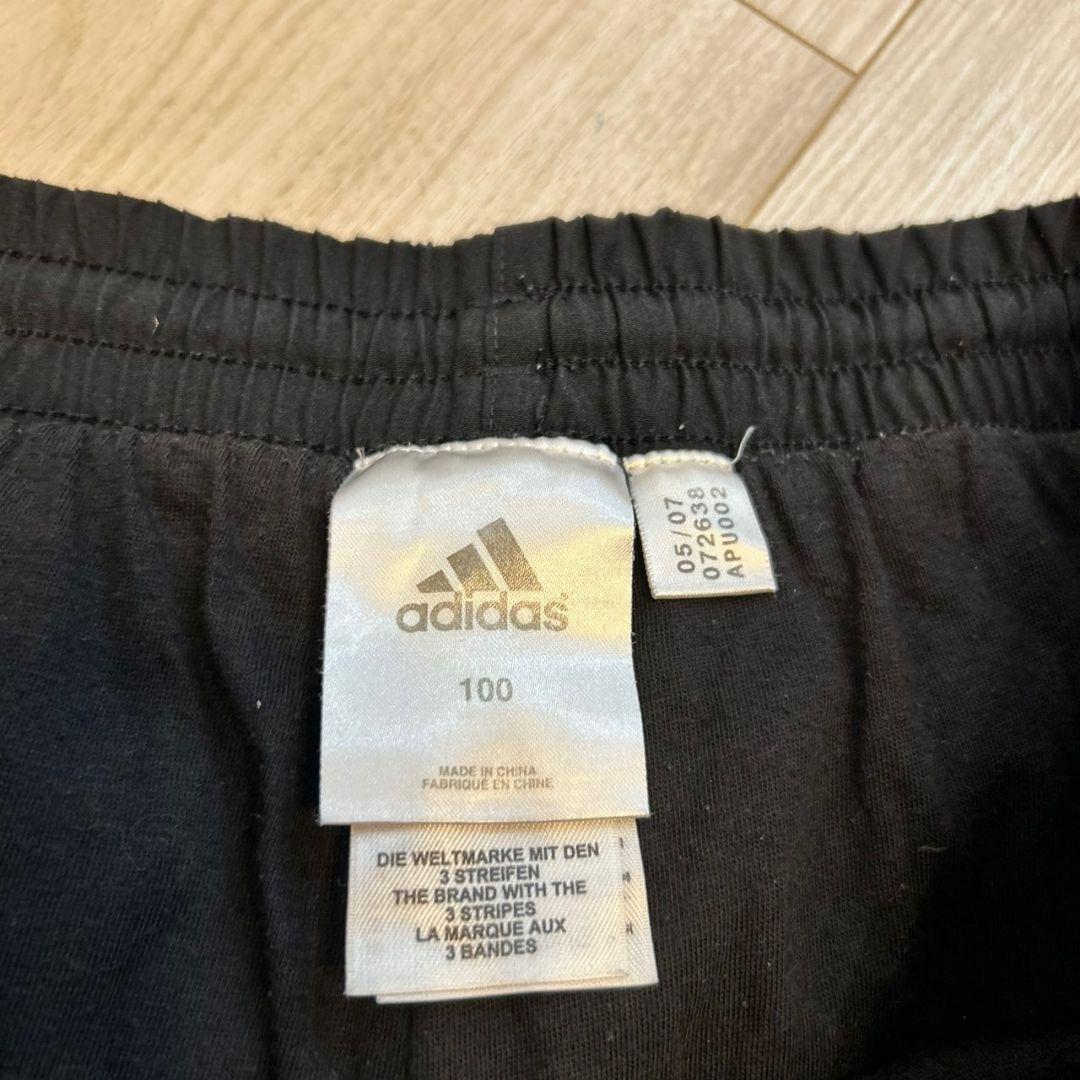 adidas
100
MADE IN CHINA
FABRIQUE EN CHINE
DIE WELTMARKE MIT DEN
3 STREIFEN
THE BRAND WITH THE
3 STRIPES
LA MARQUE AUX
3 BANDES
05/07
072638
APU002